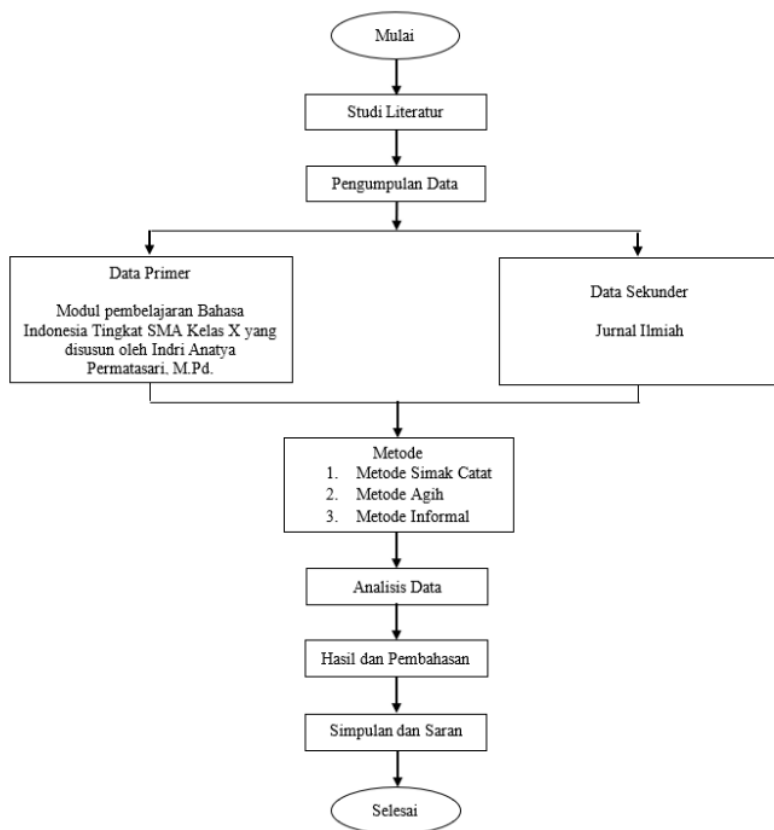 Mulai
Studi Literatur
Pengumpulan Data
Data Primer
Modul pembelajaran Bahasa
Indonesia Tingkat SMA Kelas X yang
disusun oleh Indri Anatya
Permatasari, M.Pd.
Data Sekunder
Jurnal Ilmiah
Metode
1. Metode Simak Catat
2. Metode Agih
3. Metode Informal
Analisis Data
Hasil dan Pembahasan
Simpulan dan Saran
Selesai